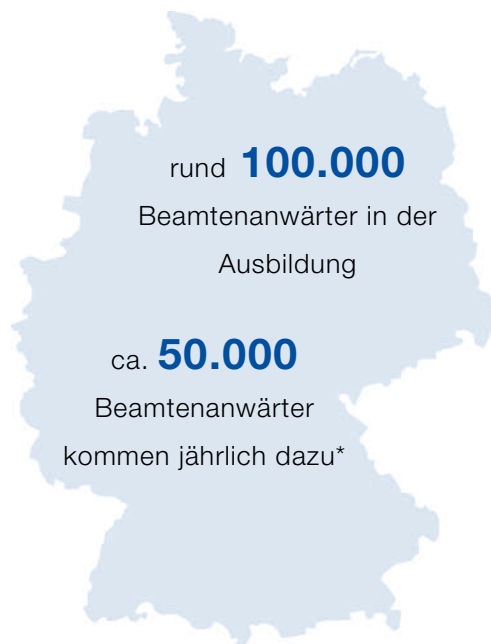 rund 100.000
Beamtenanwärter in der
Ausbildung
ca. 50.000
Beamtenanwärter
kommen jährlich dazu*